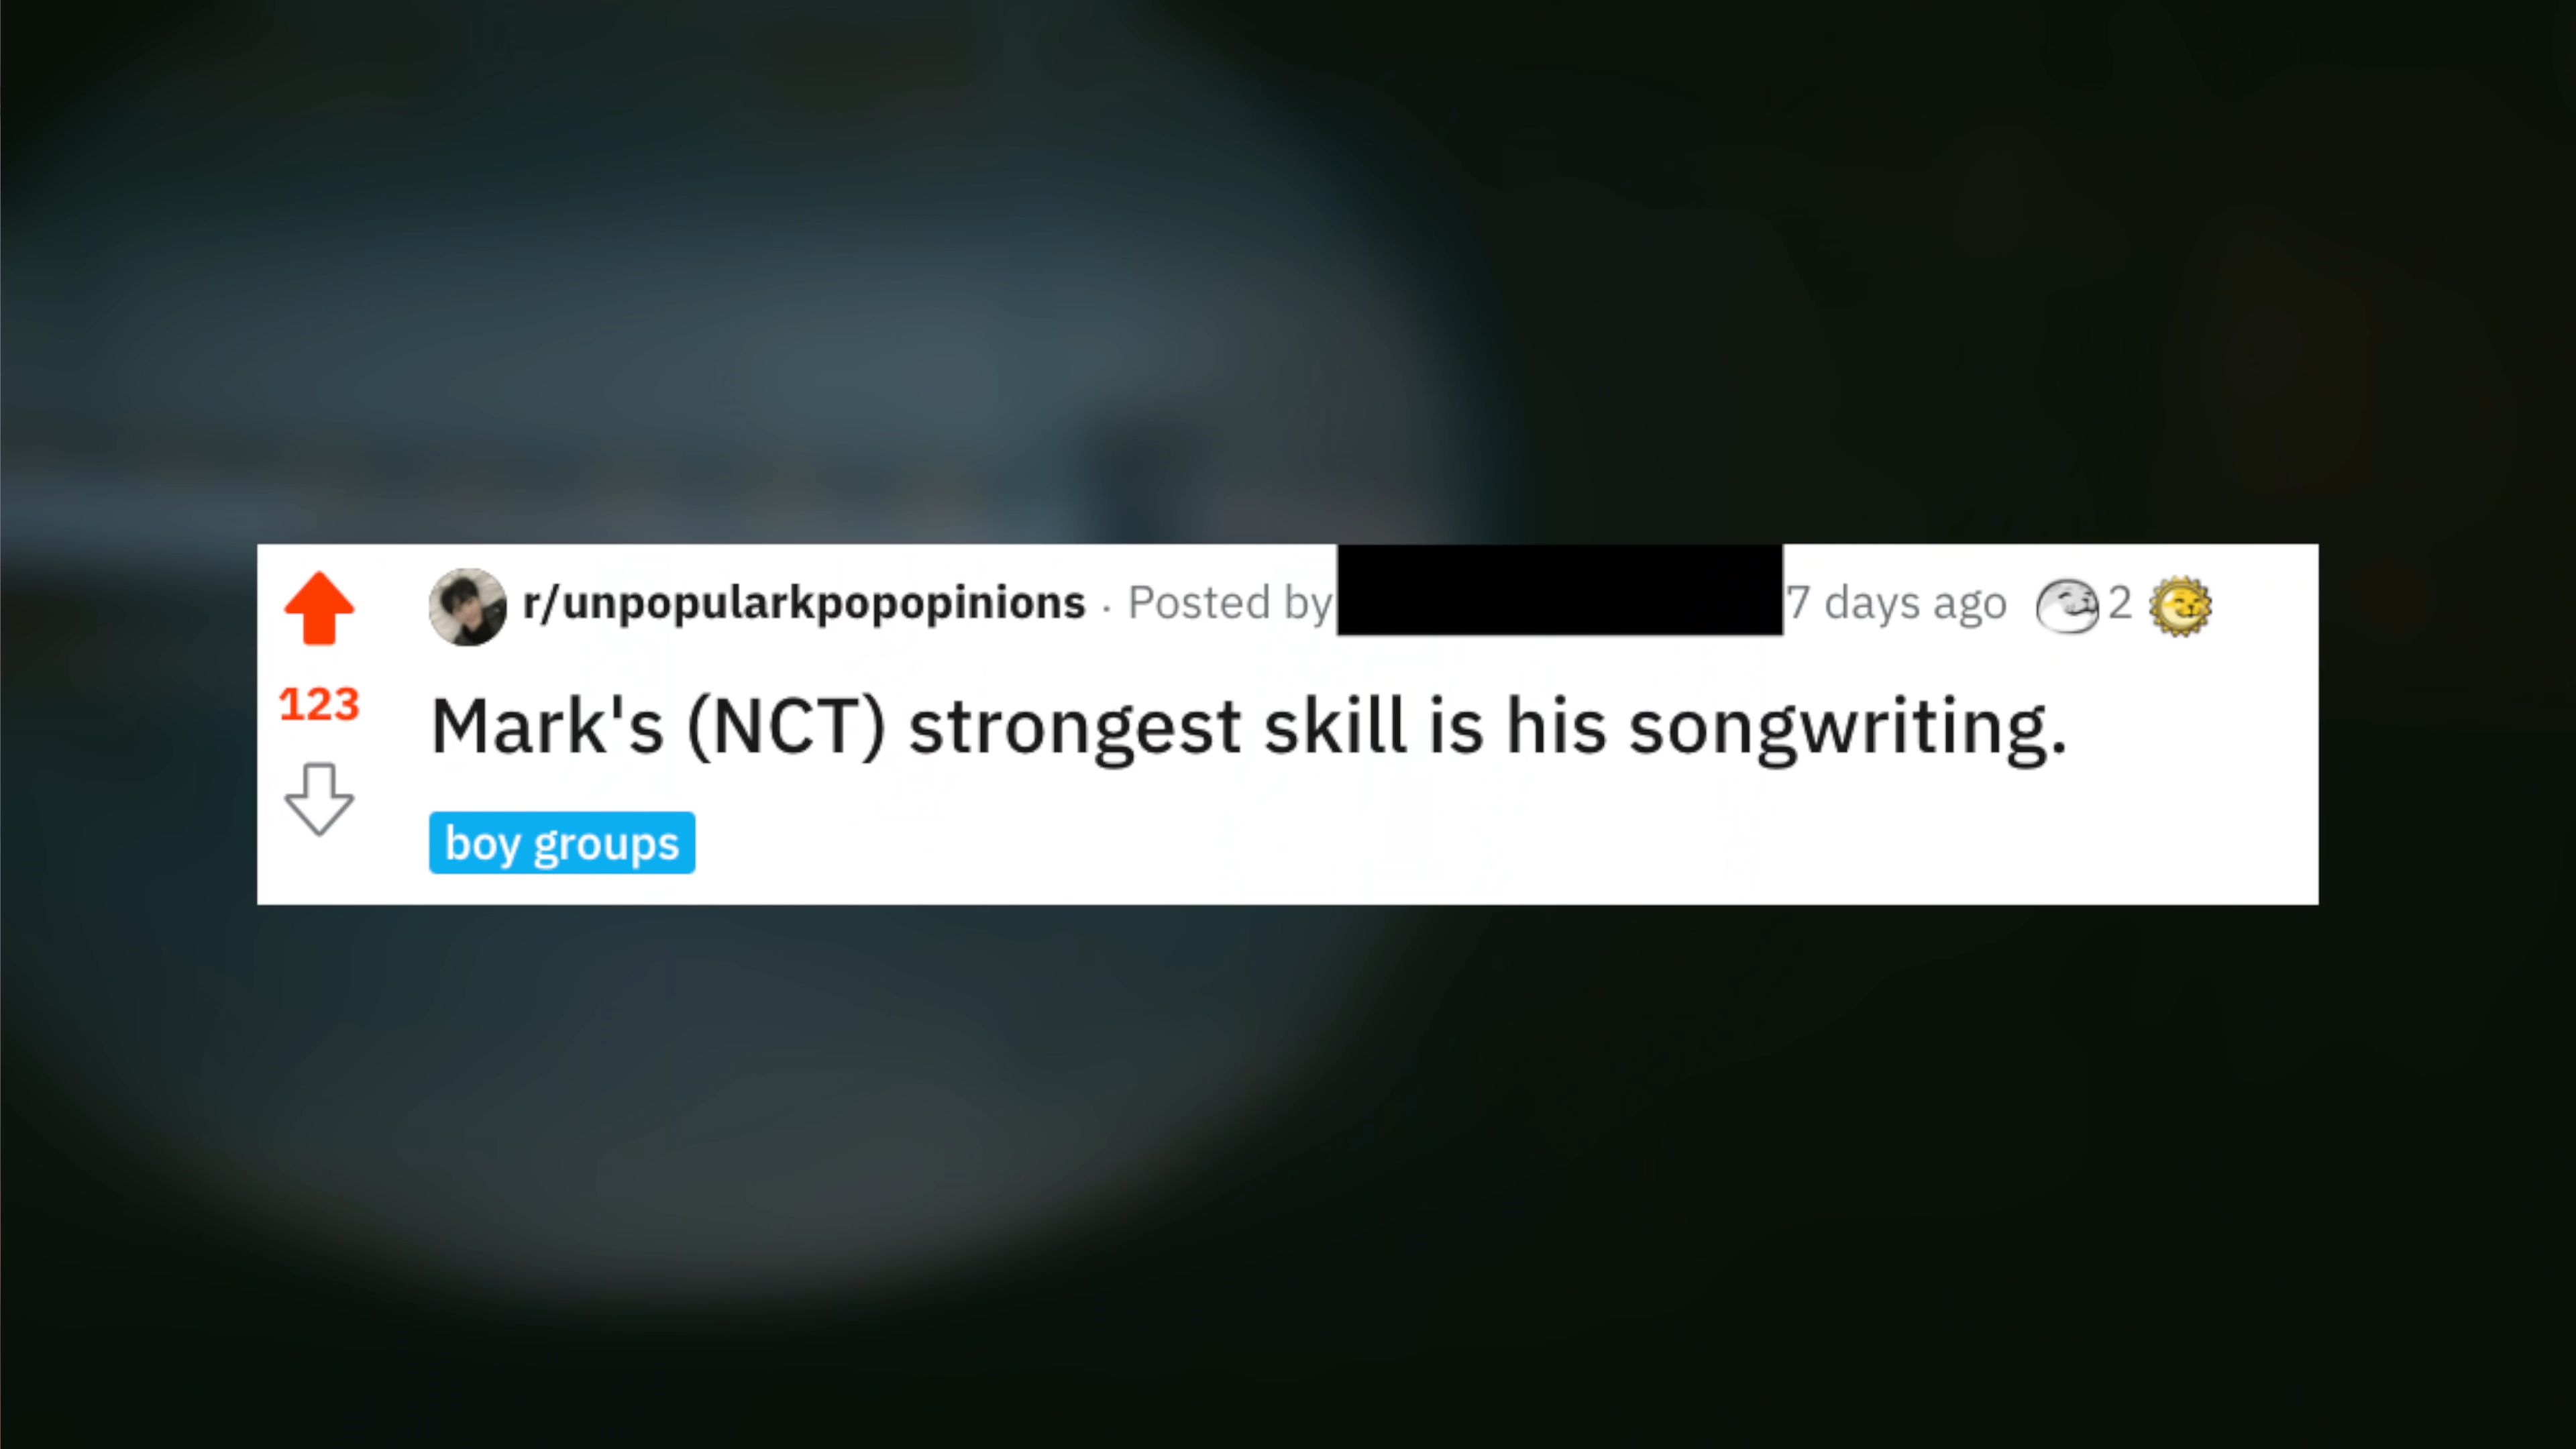 r/unpopularkpopopinions · Posted by 7 days ago 2
123
Mark's (NCT) strongest skill is his songwriting.
boy groups